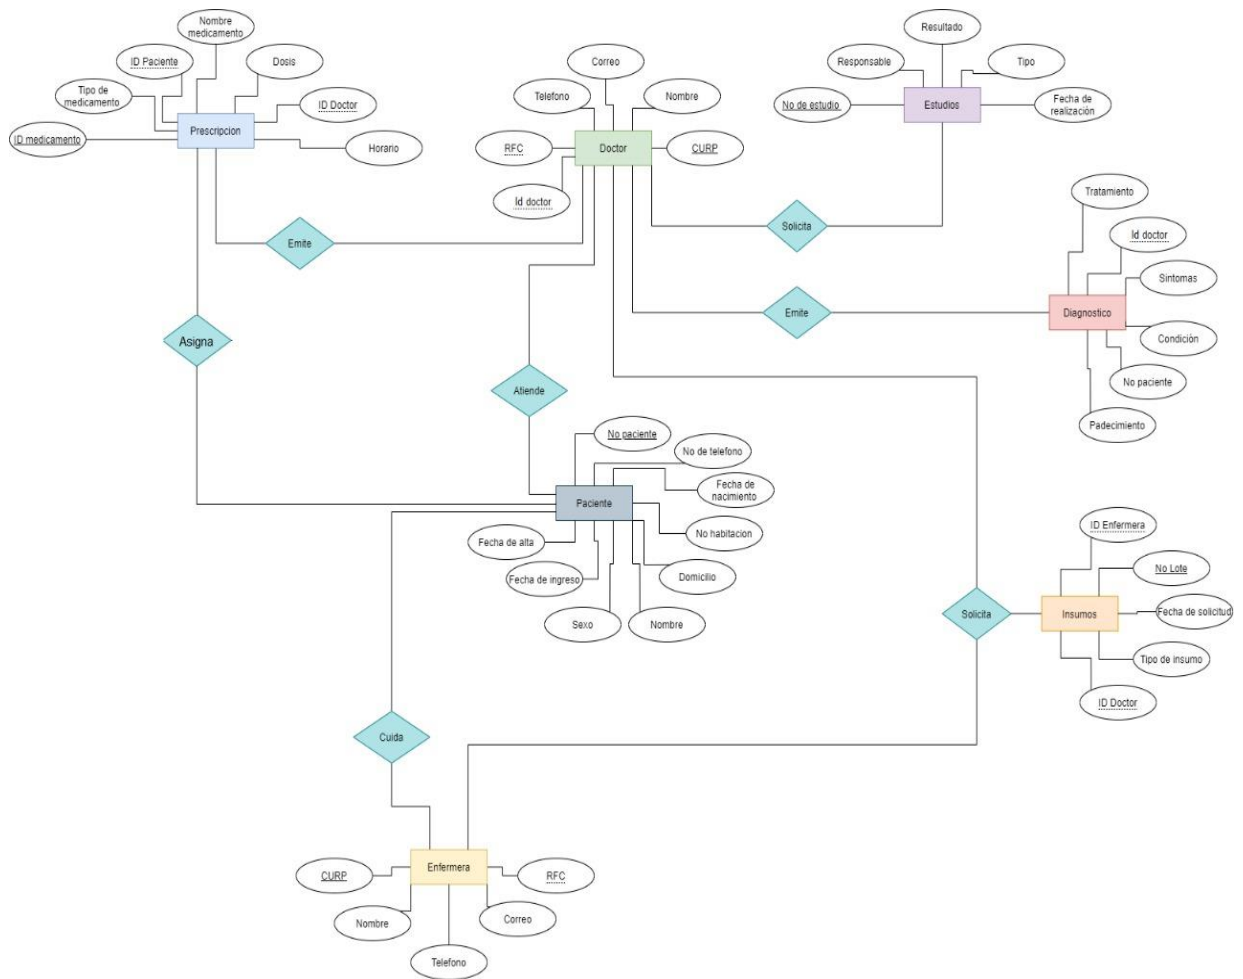 Nombre
medicamento
ID Paciente
Dosis
Tipo de
medicamento
ID Doctor
ID medicamento
Prescripcion
Horario
Correo
Telefono
Nombre
RFC
Doctor
CURP
Id doctor
Resultado
Responsable
Tipo
No de estudio
Estudios
Fecha de
realización
Emite
Solicita
Tratamiento
Id doctor
Sintomas
Emite
Diagnostico
Condición
No paciente
Padecimiento
Asigna
Atiende
No paciente
No de telefono
Fecha de
nacimiento
Paciente
No habitacion
Fecha de alta
Fecha de ingreso
Domicilio
Sexo
Nombre
ID Enfermera
No Lote
Solicita
Insumos
Fecha de solicitud
Tipo de insumo
ID Doctor
Cuida
CURP
Enfermera
RFC
Nombre
Correo
Telefono